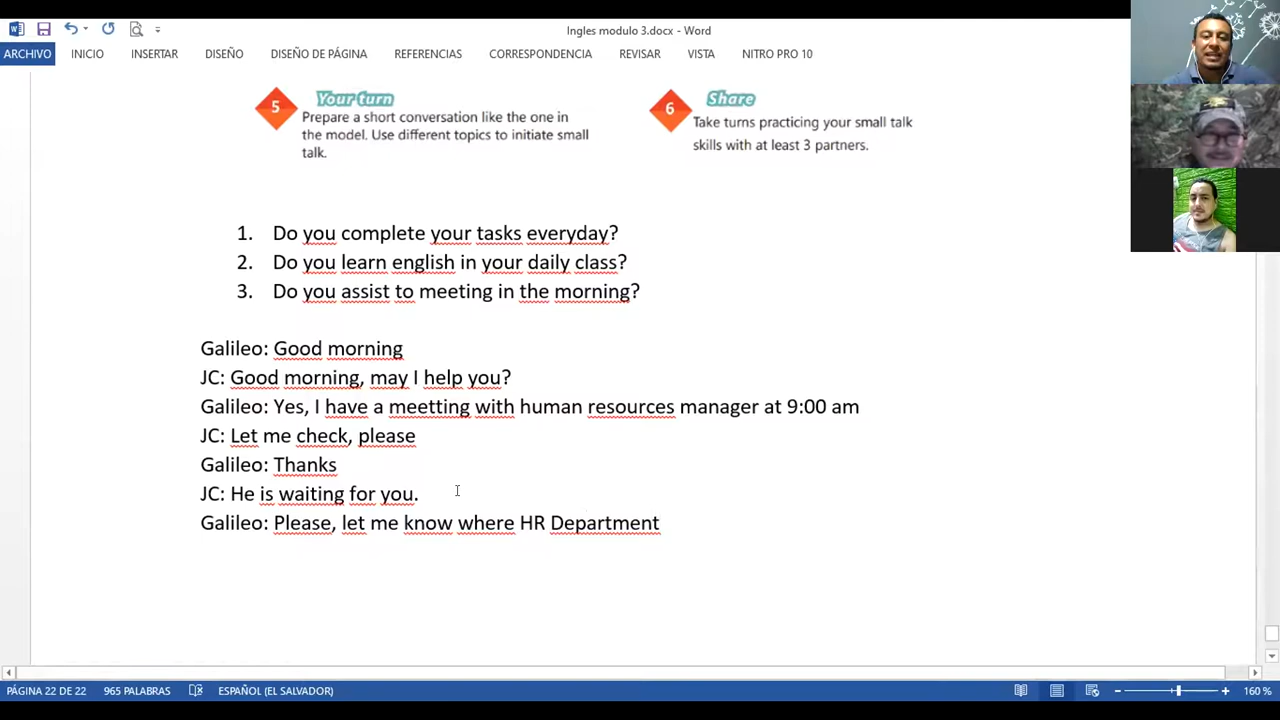 Ingles modulo 3.docx - Word
ARCHIVO INICIO INSERTAR DISEÑO DISEÑO DE PÁGINA REFERENCIAS CORRESPONDENCIA REVISAR VISTA NITRO PRO 10
5 Your turn
Prepare a short conversation like the one in
the model. Use different topics to initiate small
talk.
6 Share
Take turns practicing your small talk
skills with at least 3 partners.
1. Do you complete your tasks everyday?
2. Do you learn english in your daily class?
3. Do you assist to meeting in the morning?
Galileo: Good morning
JC: Good morning, may I help you?
Galileo: Yes, I have a meetting with human resources manager at 9:00 am
JC: Let me check, please
Galileo: Thanks
JC: He is waiting for you.
Galileo: Please, let me know where HR Department
PÁGINA 22 DE 22 965 PALABRAS ESPAÑOL (EL SALVADOR) 160 %